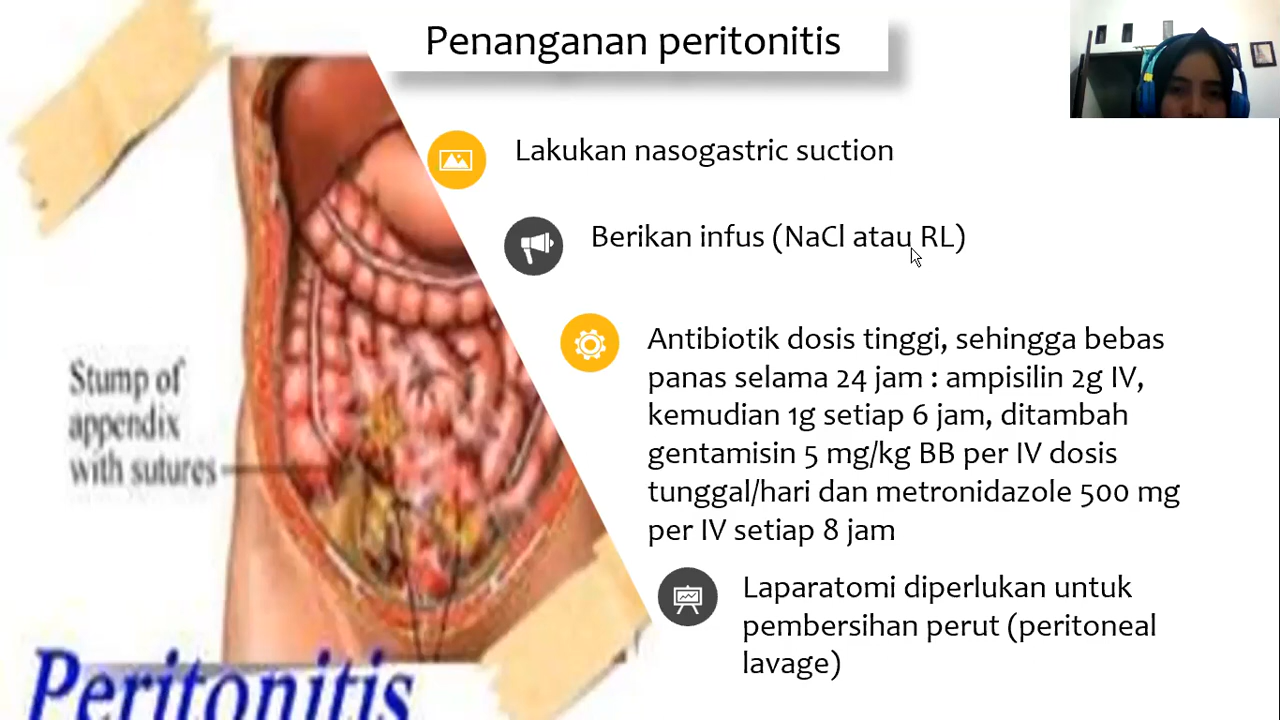 Penanganan peritonitis
Lakukan nasogastric suction
Berikan infus (NaCl atau RL)
Antibiotik dosis tinggi, sehingga bebas
panas selama 24 jam : ampisilin 2g IV,
kemudian 1g setiap 6 jam, ditambah
gentamisin 5 mg/kg BB per IV dosis
tunggal/hari dan metronidazole 500 mg
per IV setiap 8 jam
Laparatomi diperlukan untuk
pembersihan perut (peritoneal
lavage)
Stump of
appendix
with sutures
Peritonitis